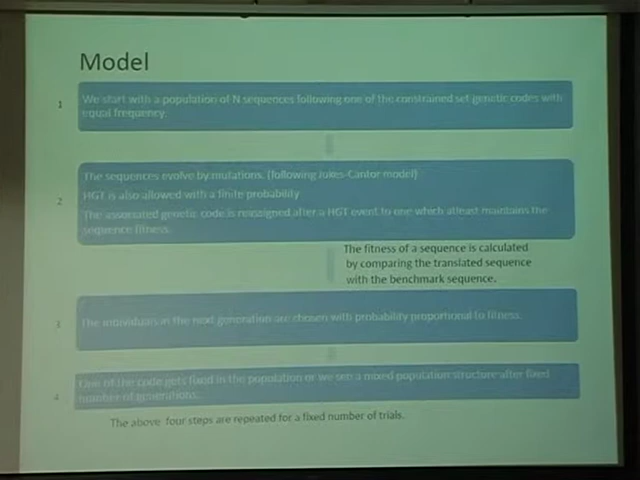 Model
1
We start with a population of N sequences following one of the constrained set genetic codes with
equal frequency.
2
The sequences evolve by mutations. (following Jukes-Cantor model)
HGT is also allowed with a finite probability
The associated genetic code is reassigned after a HGT event to one which atleast maintains the
sequence fitness.
The fitness of a sequence is calculated
by comparing the translated sequence
with the benchmark sequence.
3
The individuals in the next generation are chosen with probability proportional to fitness.
4
One of the code gets fixed in the population or we see a mixed population structure after fixed
number of generations.
The above four steps are repeated for a fixed number of trials.